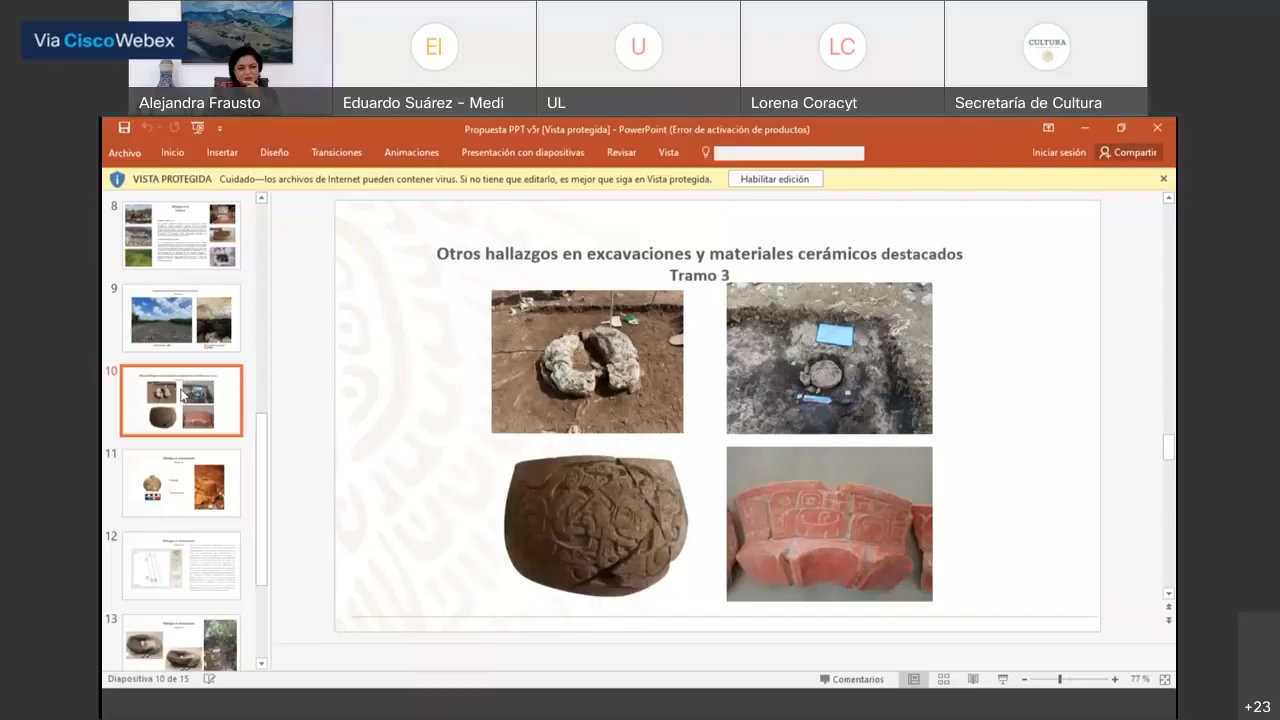 Via Cisco Webex
EI
U
LC
CULTURA
Alejandra Frausto
Eduardo Suárez - Medi
UL
Lorena Coracyt
Secretaría de Cultura
Propuesta PPT v5r [Vista protegida] - PowerPoint (Error de activación de productos)
Archivo Inicio Insertar Diseño Transiciones Animaciones Presentación con diapositivas Revisar Vista
Iniciar sesión Compartir
VISTA PROTEGIDA Cuidado—los archivos de Internet pueden contener virus. Si no tiene que editarlo, es mejor que siga en Vista protegida. Habilitar edición
8
9
10
11
12
13
Otros hallazgos en excavaciones y materiales cerámicos destacados
Tramo 3
Diapositiva 10 de 15
Comentarios
77 %
+23